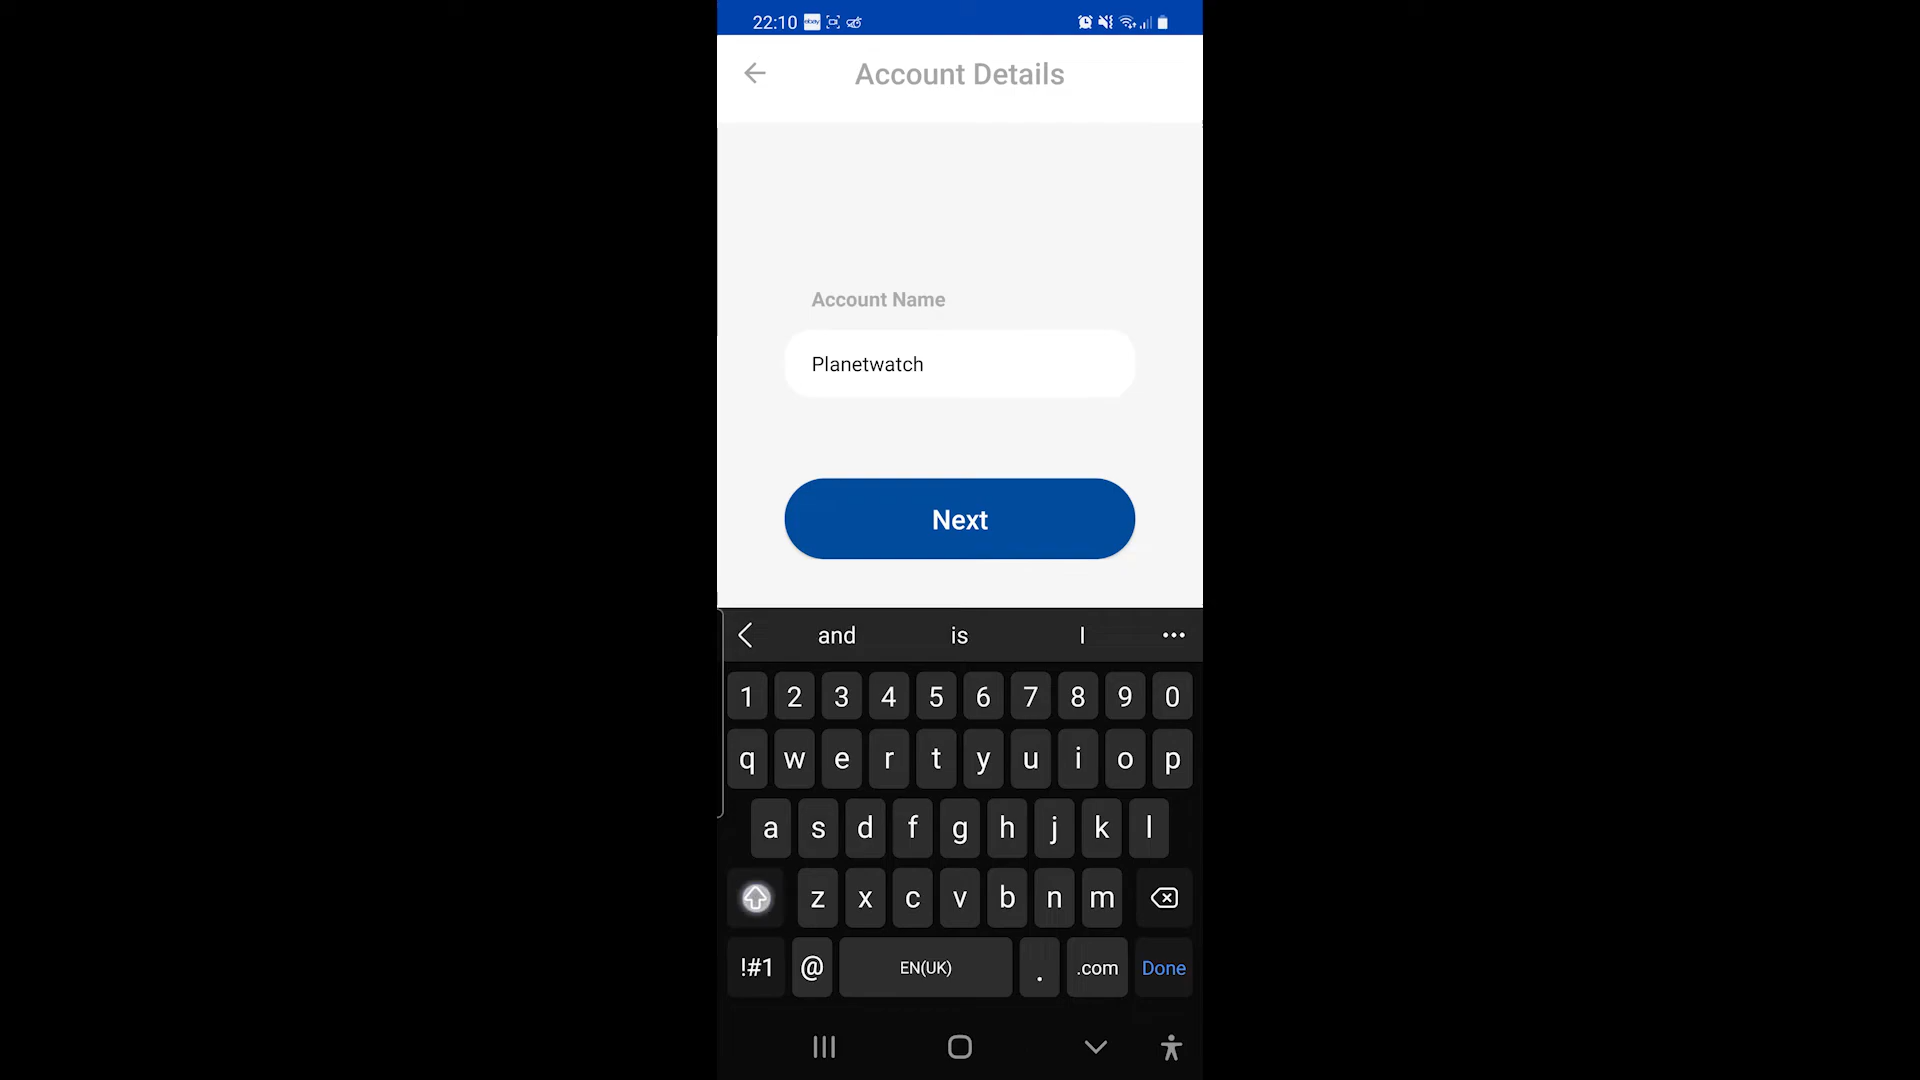 22:10 ebay
Account Details
Account Name
Planetwatch
Next
and is I
1 2 3 4 5 6 7 8 9 0
q w e r t y u i o p
a s d f g h j k l
z x c v b n m
!#1 @ EN(UK) . .com Done